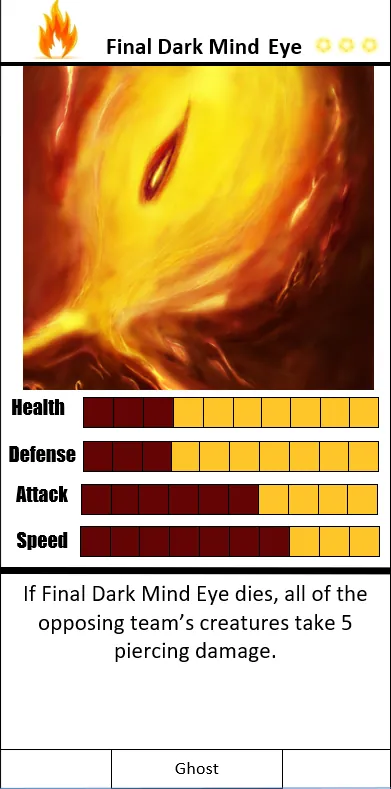 Final Dark Mind Eye
Health
Defense
Attack
Speed
If Final Dark Mind Eye dies, all of the
opposing team’s creatures take 5
piercing damage.
Ghost